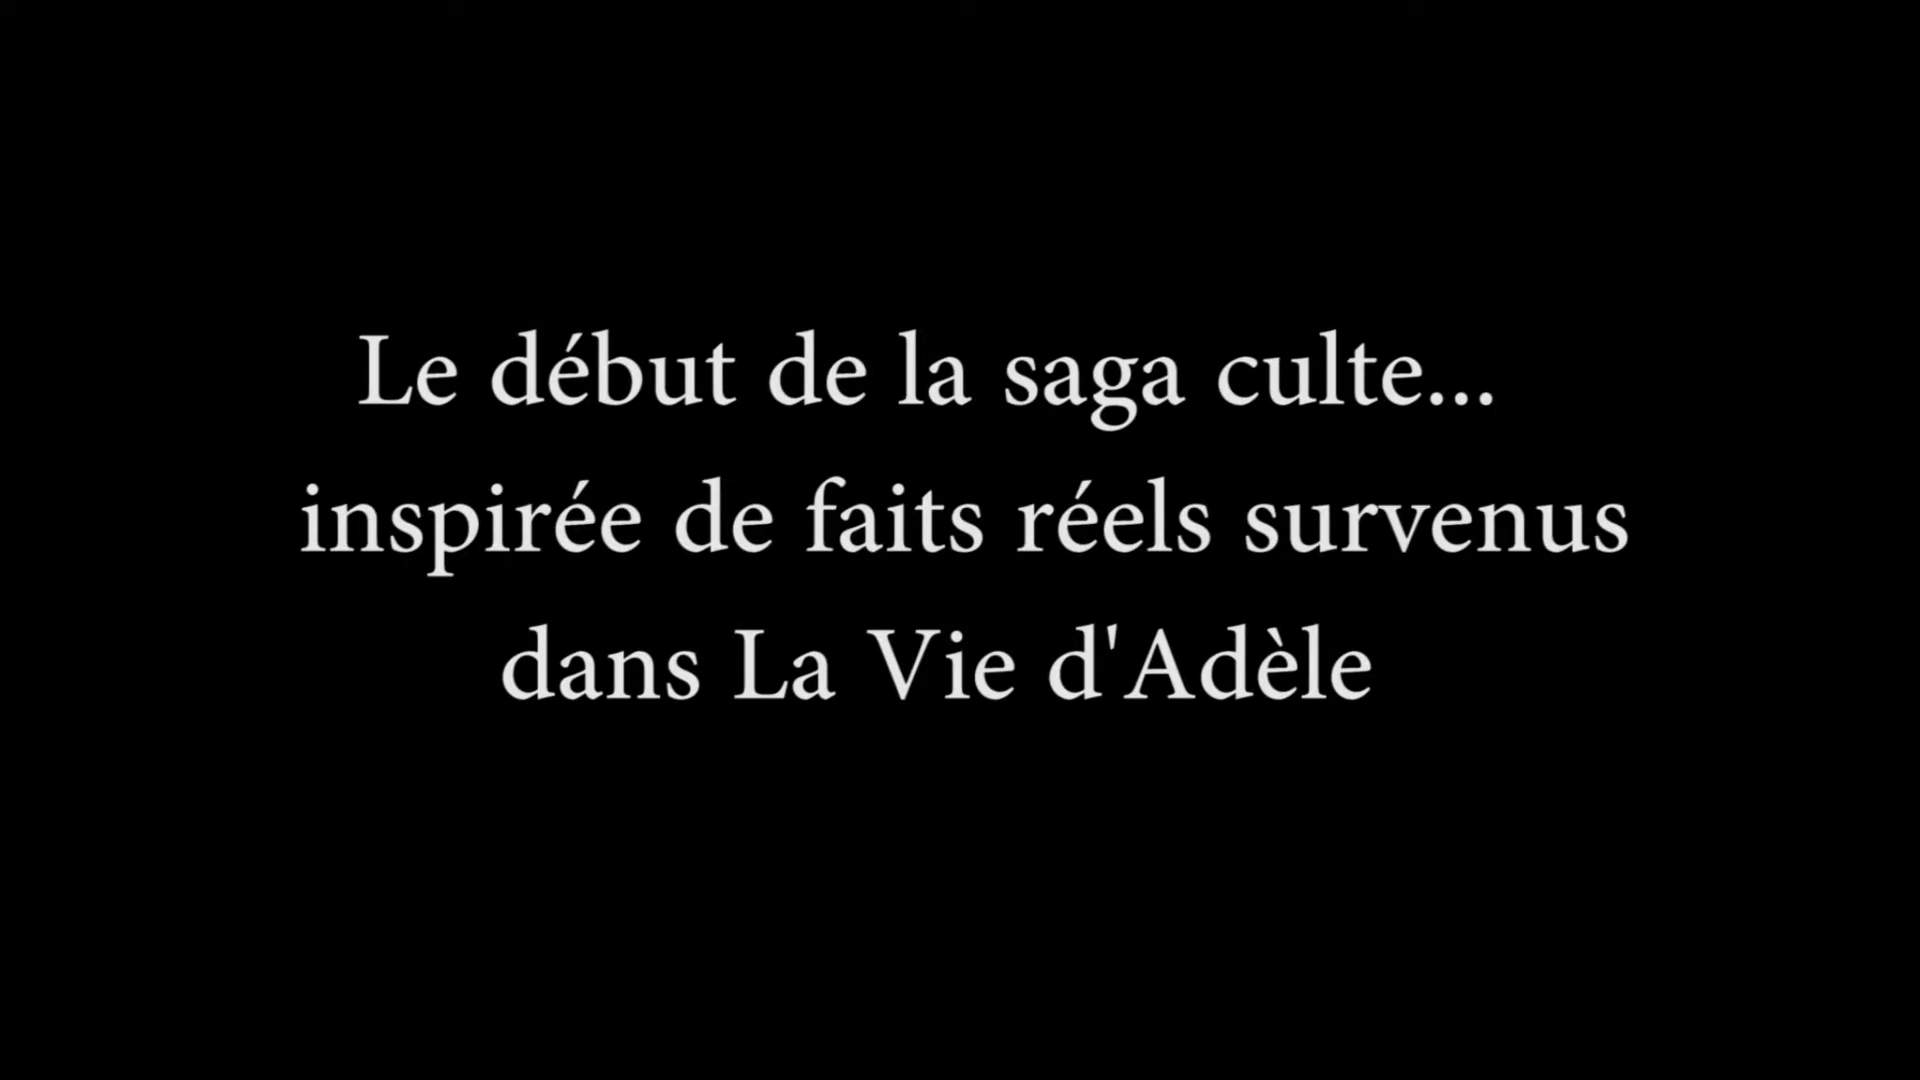 Le début de la saga culte...
inspirée de faits réels survenus
dans La Vie d'Adèle